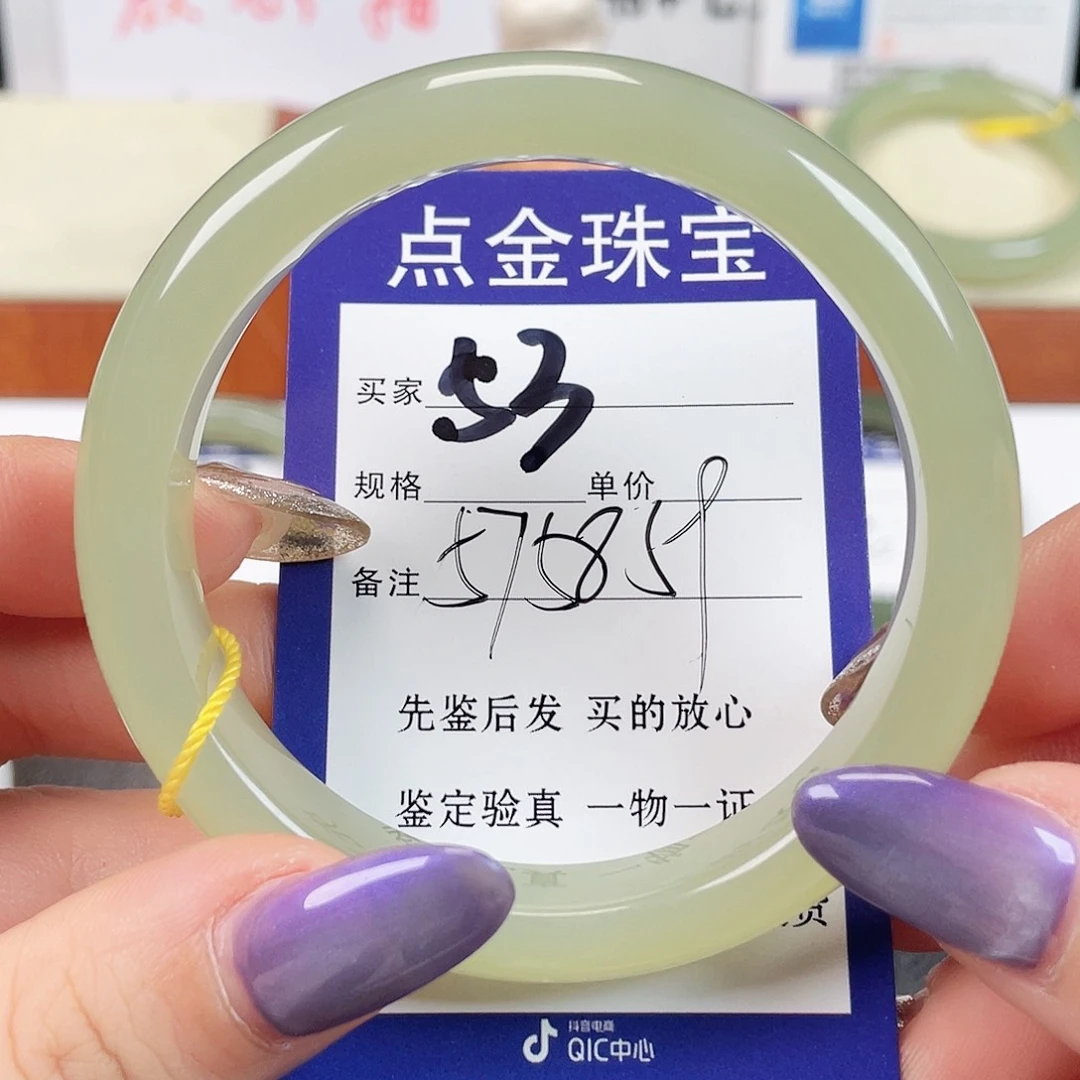 点金珠宝
买家 53
规格 单价
备注 575859
先鉴后发 买的放心
鉴定验真 一物一证
货
抖音电商
QIC中心